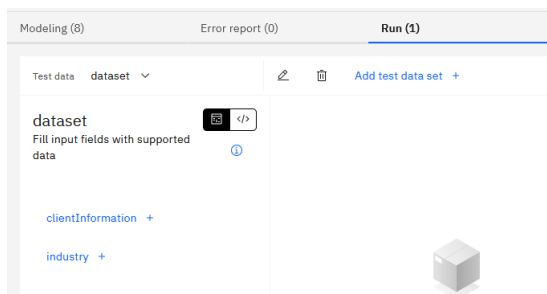 Modeling (8) Error report (0) Run (1)
Test data dataset Add test data set +
dataset </>
Fill input fields with supported
data
clientInformation +
industry +